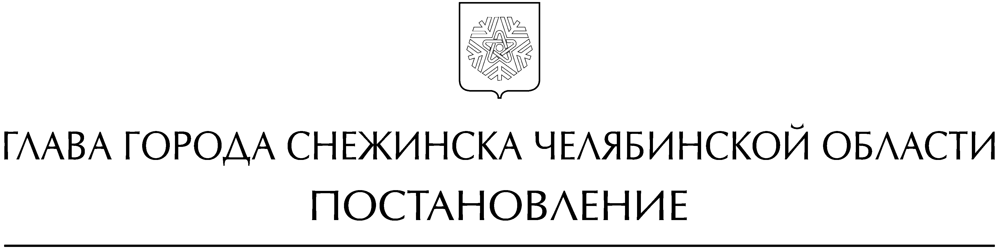 ГЛАВА ГОРОДА СНЕЖИНСКА ЧЕЛЯБИНСКОЙ ОБЛАСТИ
ПОСТАНОВЛЕНИЕ